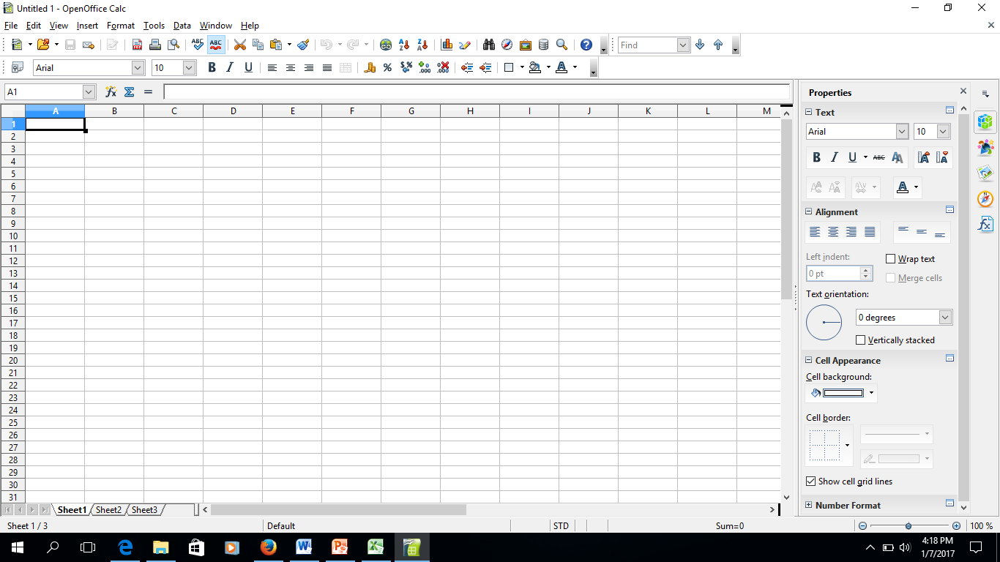 Untitled 1 - OpenOffice Calc
File Edit View Insert Format Tools Data Window Help
Find
Arial 10
A1
A B C D E F G H I J K L M
1
2
3
4
5
6
7
8
9
10
11
12
13
14
15
16
17
18
19
20
21
22
23
24
25
26
27
28
29
30
31
Properties
Text
Arial 10
Alignment
Left indent:
0 pt
Wrap text
Merge cells
Text orientation:
0 degrees
Vertically stacked
Cell Appearance
Cell background:
Cell border:
Show cell grid lines
Number Format
Sheet1 Sheet2 Sheet3
Sheet 1 / 3 Default STD Sum=0 100 %
4:18 PM
1/7/2017